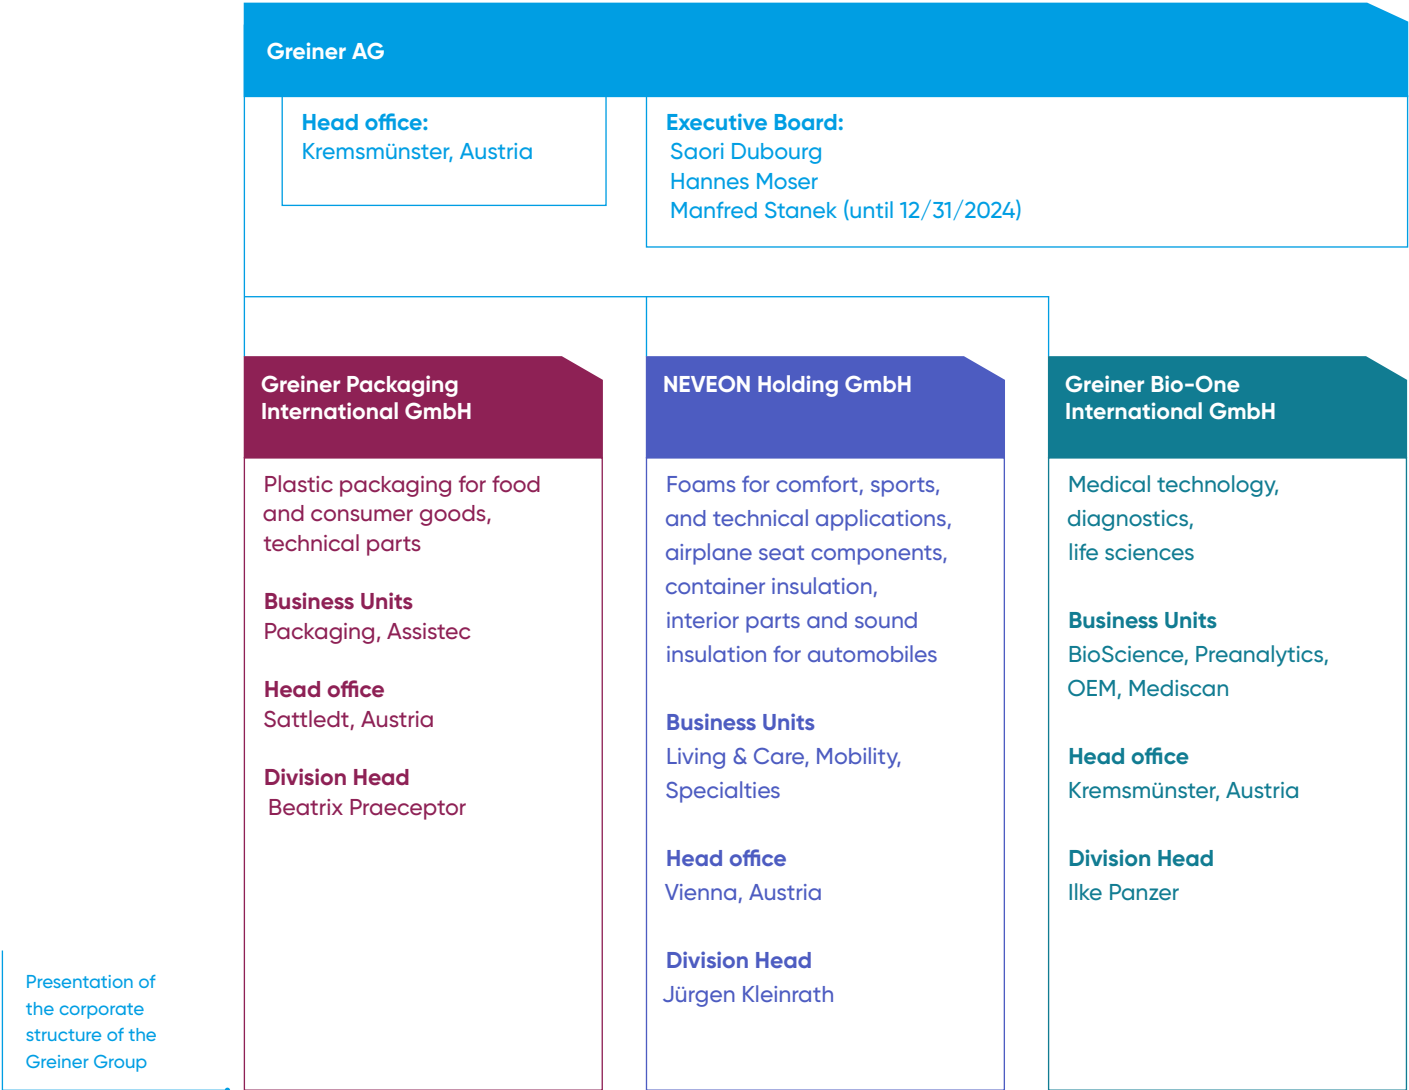 Greiner AG
Head office:
Kremsmünster, Austria
Executive Board:
Saori Dubourg
Hannes Moser
Manfred Stanek (until 12/31/2024)
Greiner Packaging
International GmbH
Plastic packaging for food
and consumer goods,
technical parts
Business Units
Packaging, Assistec
Head office
Sattledt, Austria
Division Head
Beatrix Praeceptor
NEVEON Holding GmbH
Foams for comfort, sports,
and technical applications,
airplane seat components,
container insulation,
interior parts and sound
insulation for automobiles
Business Units
Living & Care, Mobility,
Specialties
Head office
Vienna, Austria
Division Head
Jürgen Kleinrath
Greiner Bio-One
International GmbH
Medical technology,
diagnostics,
life sciences
Business Units
BioScience, Preanalytics,
OEM, Mediscan
Head office
Kremsmünster, Austria
Division Head
Ilke Panzer
Presentation of
the corporate
structure of the
Greiner Group